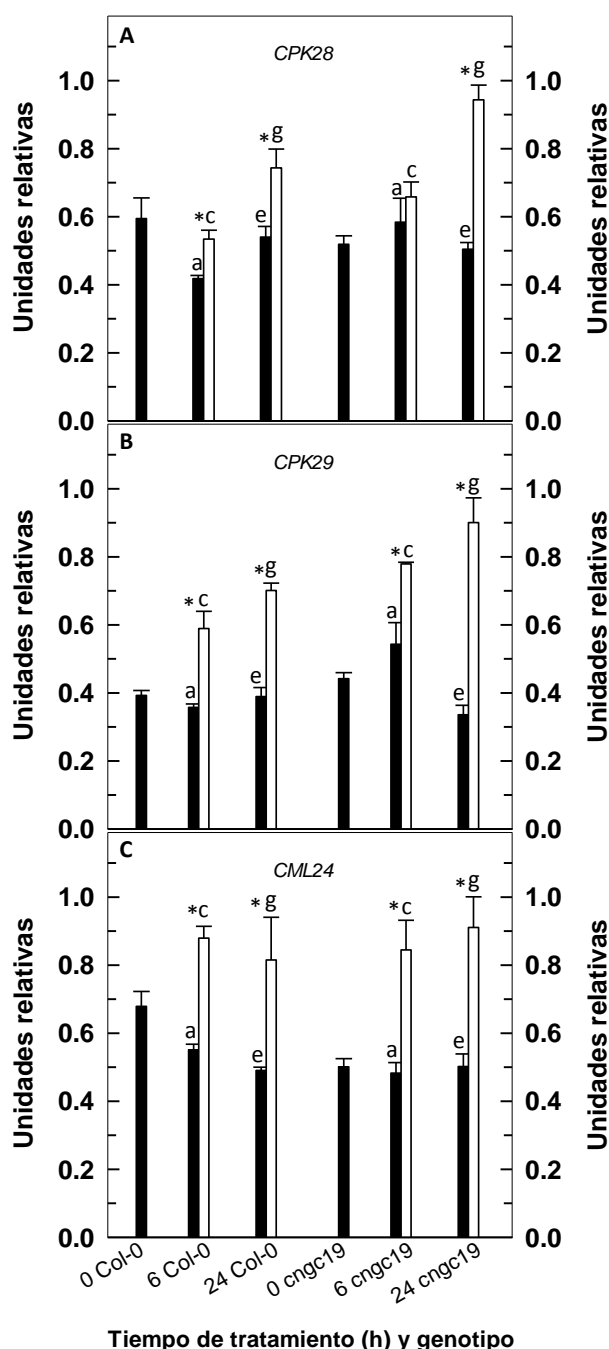 A
CPK28
Unidades relativas
Unidades relativas
1.0
0.8
0.6
0.4
0.2
0.0
1.0
0.8
0.6
0.4
0.2
0.0
a
*c
e
*g
a
c
e
*g
B
CPK29
Unidades relativas
Unidades relativas
1.0
0.8
0.6
0.4
0.2
0.0
1.0
0.8
0.6
0.4
0.2
0.0
a
*c
e
*g
a
*c
e
*g
C
CML24
Unidades relativas
Unidades relativas
1.0
0.8
0.6
0.4
0.2
0.0
1.0
0.8
0.6
0.4
0.2
0.0
a
*c
e
*g
a
*c
e
*g
0 Col-0
6 Col-0
24 Col-0
0 cngc19
6 cngc19
24 cngc19
Tiempo de tratamiento (h) y genotipo